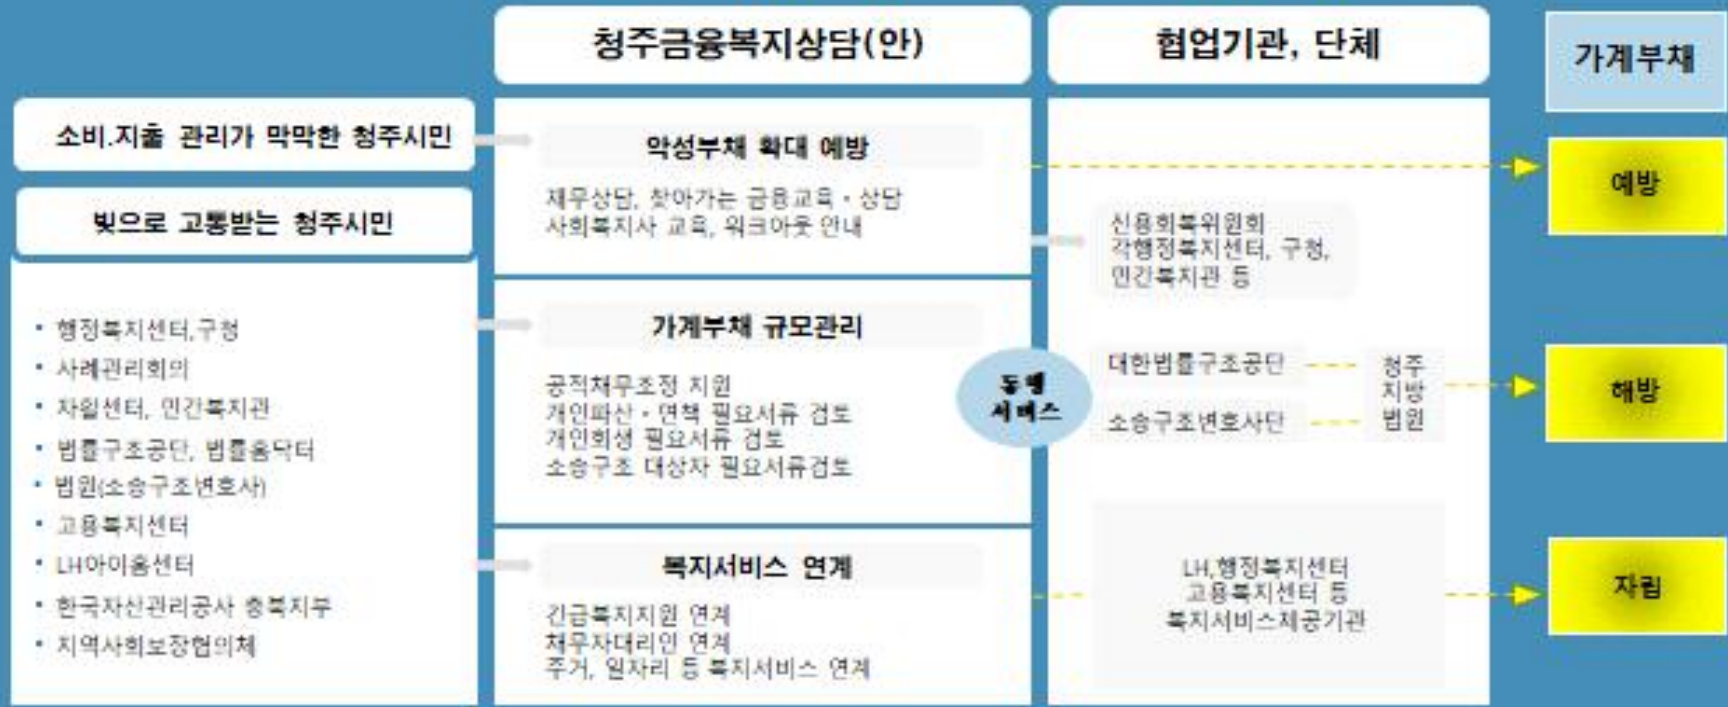 청주금융복지상담(안)
협업기관, 단체
가계부채
소비.지출 관리가 막막한 청주시민
빚으로 고통받는 청주시민
행정복지센터,구청
사례관리회의
자활센터, 민간복지관
법률구조공단, 법률홈닥터
법원(소송구조변호사)
고용복지센터
LH아이홈센터
한국자산관리공사 충북지부
지역사회보장협의체
악성부채 확대 예방
재무상담, 찾아가는 금융교육·상담
사회복지사 교육, 워크아웃 안내
가계부채 규모관리
공적채무조정 지원
개인파산·면책 필요서류 검토
개인회생 필요서류 검토
소송구조 대상자 필요서류검토
복지서비스 연계
긴급복지지원 연계
채무자대리인 연계
주거, 일자리 등 복지서비스 연계
동행
서비스
신용회복위원회
각행정복지센터, 구청,
민간복지관 등
대한법률구조공단
소송구조변호사단
청주
지방
법원
LH,행정복지센터
고용복지센터 등
복지서비스제공기관
예방
해방
자립